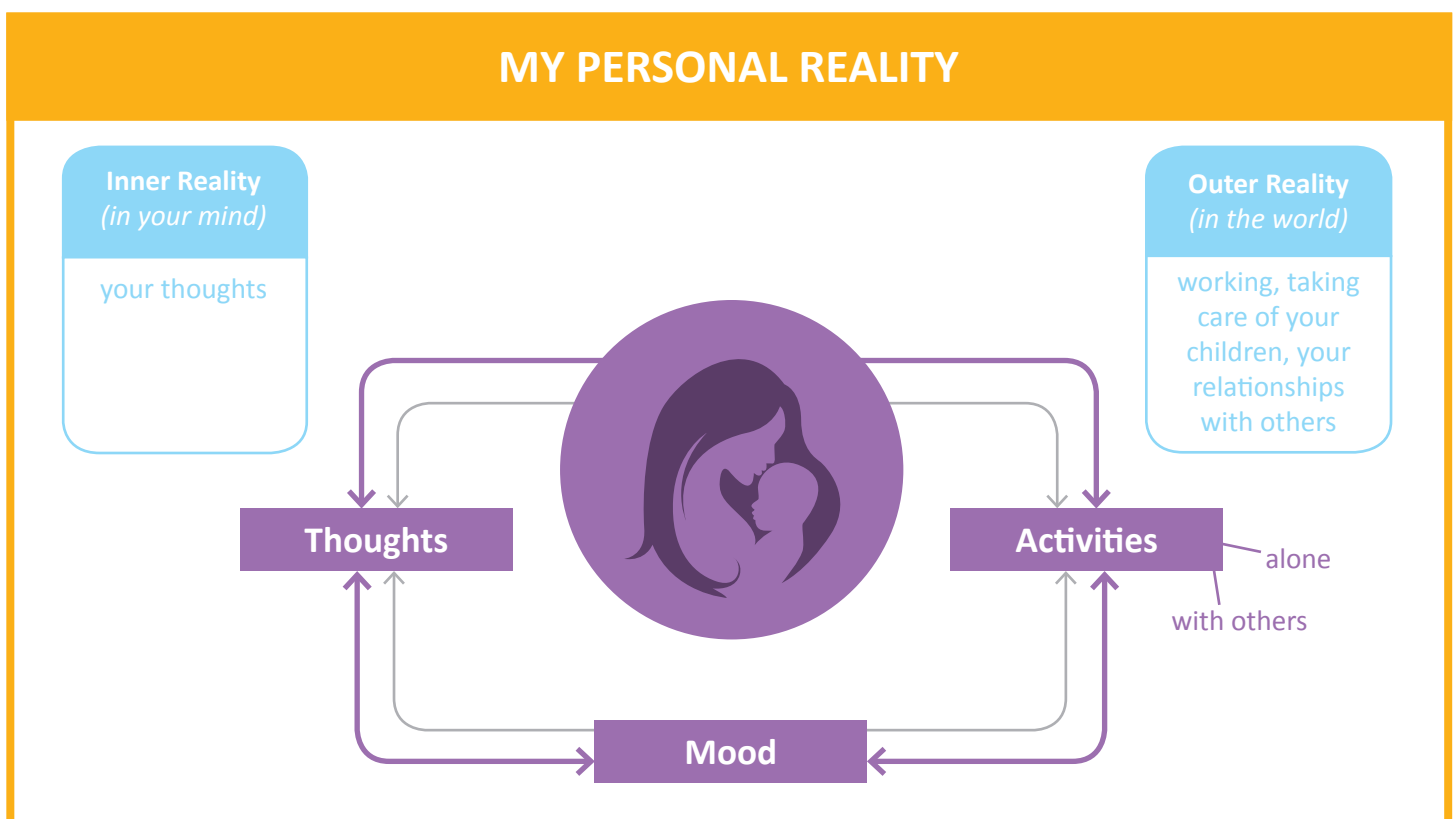 MY PERSONAL REALITY
Inner Reality
(in your mind)
your thoughts
Outer Reality
(in the world)
working, taking
care of your
children, your
relationships
with others
Thoughts
Activities
alone
with others
Mood